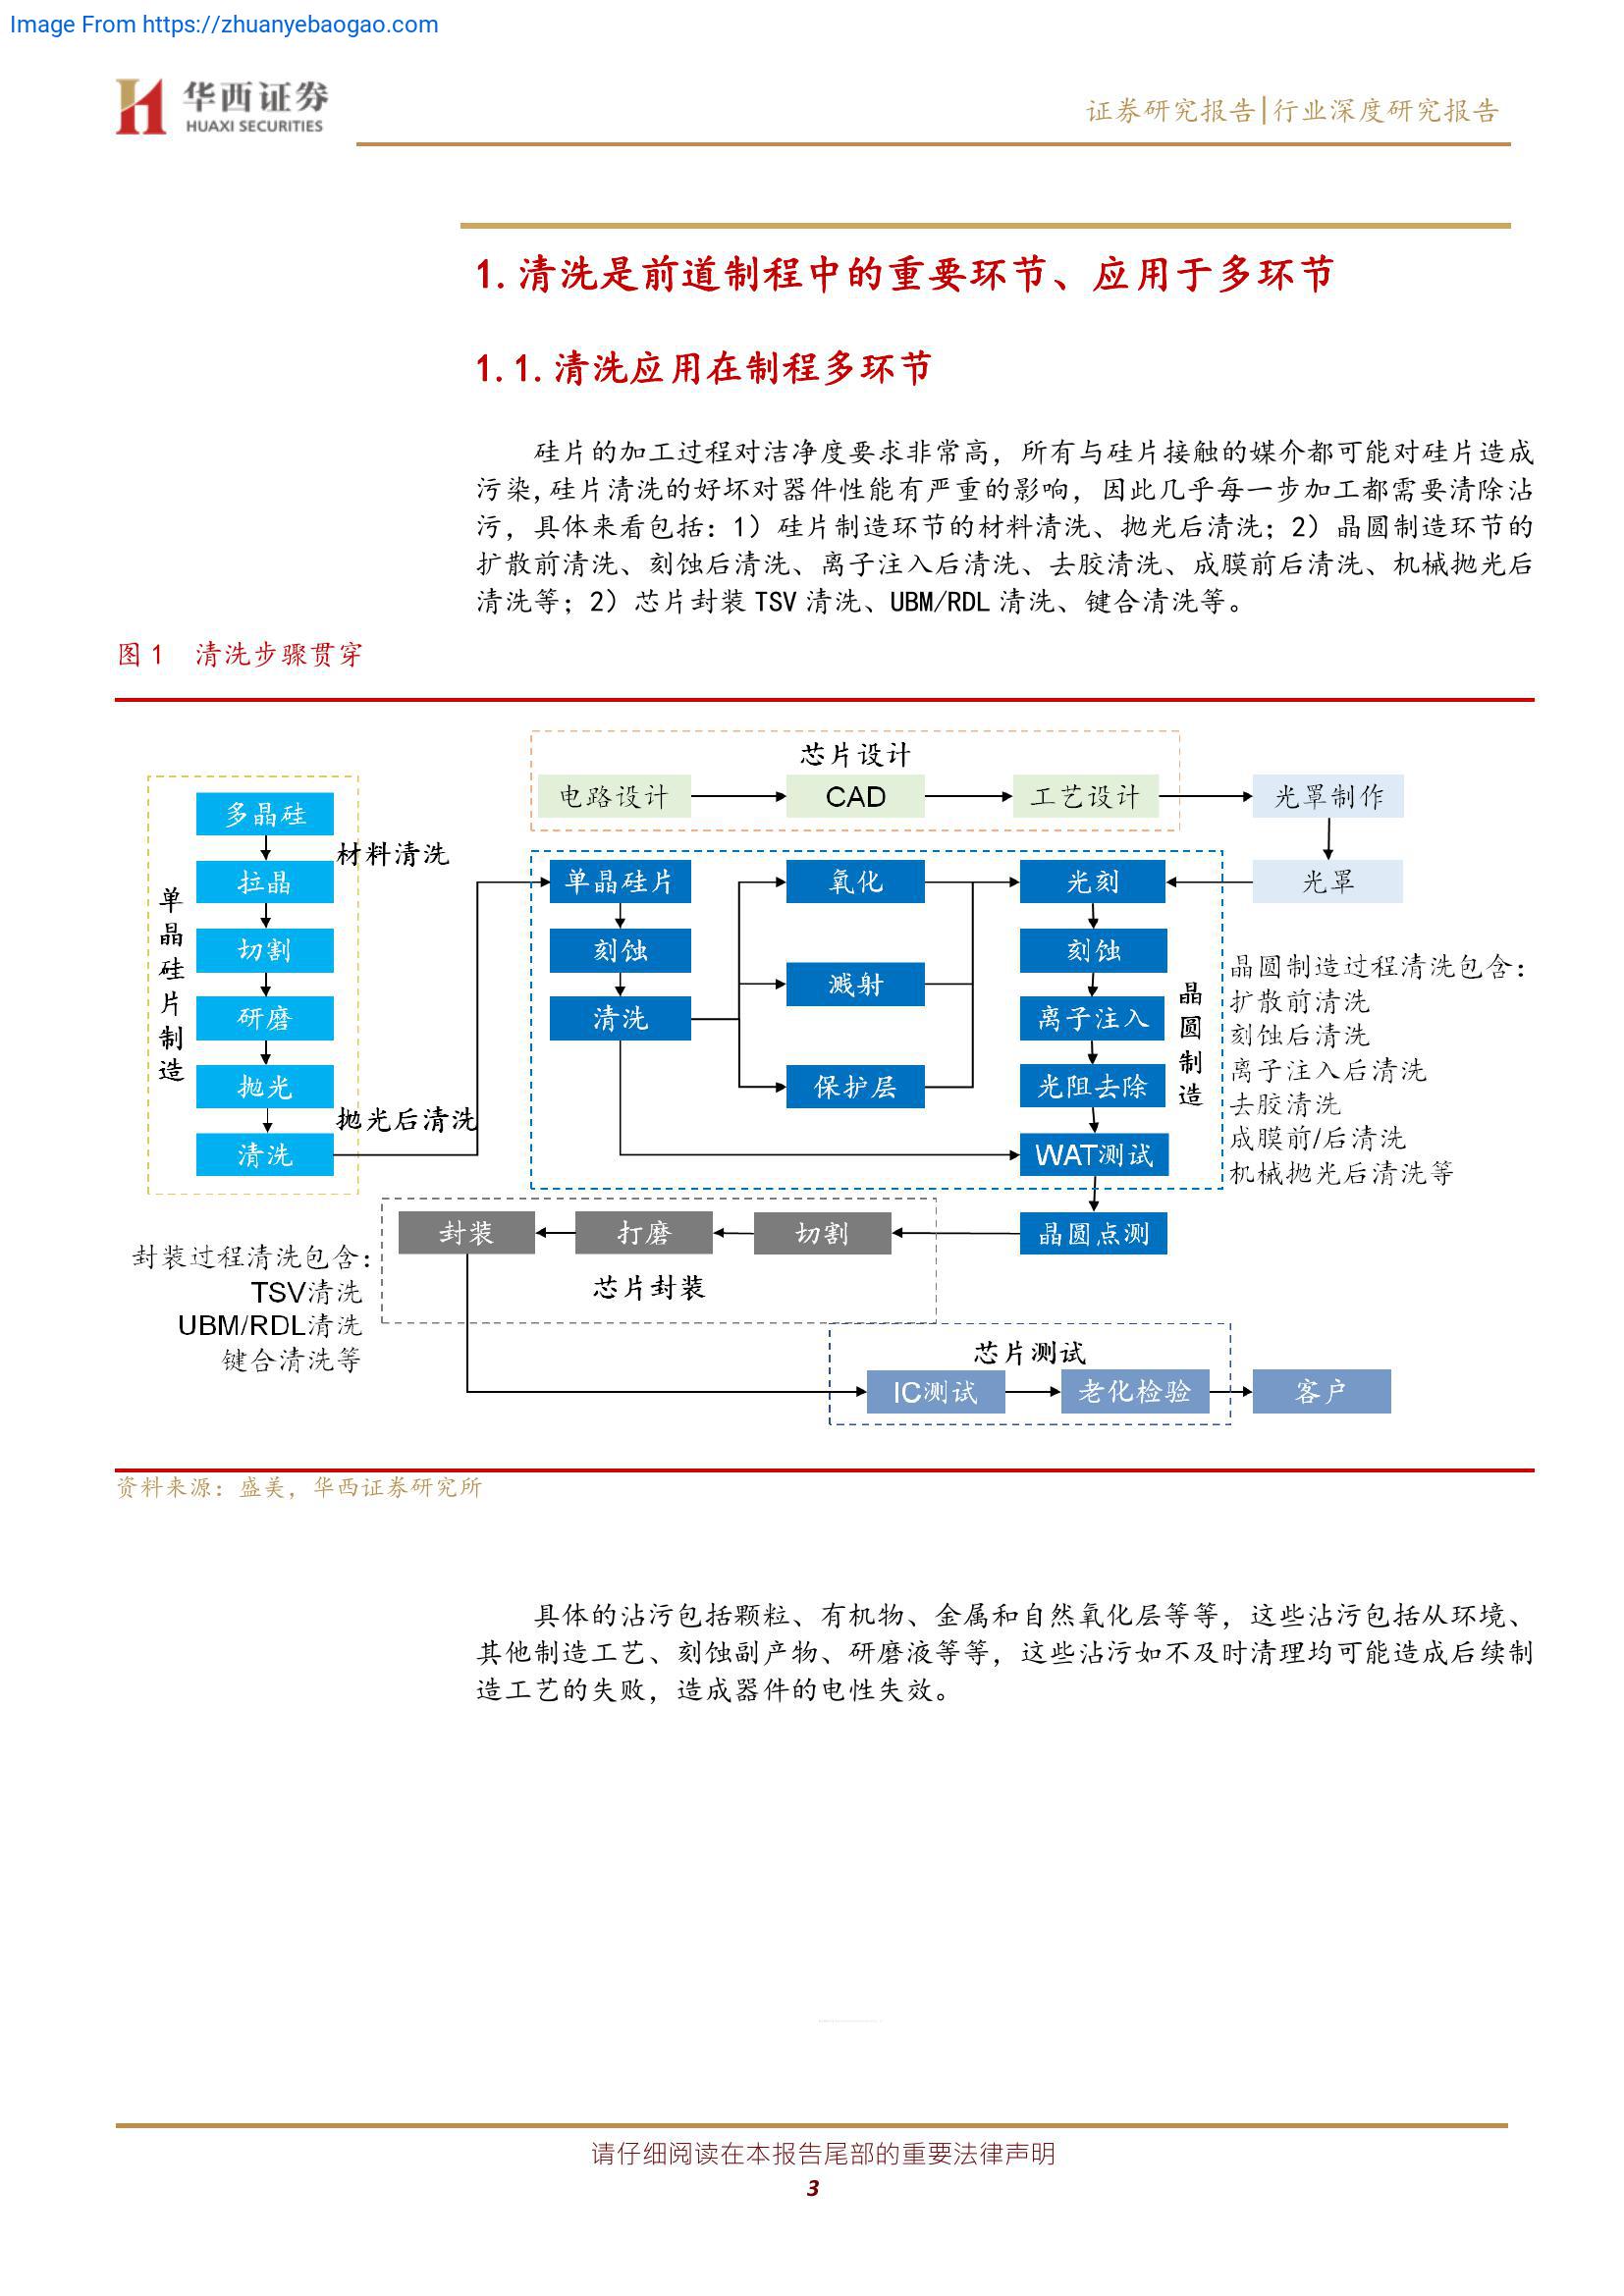 Image From https://zhuanyebaogao.com
华西证券
HUAXI SECURITIES
证券研究报告|行业深度研究报告
1.清洗是前道制程中的重要环节、应用于多环节
1.1.清洗应用在制程多环节
硅片的加工过程对洁净度要求非常高，所有与硅片接触的媒介都可能对硅片造成
污染,硅片清洗的好坏对器件性能有严重的影响，因此几乎每一步加工都需要清除沾
污，具体来看包括：1）硅片制造环节的材料清洗、抛光后清洗；2）晶圆制造环节的
扩散前清洗、刻蚀后清洗、离子注入后清洗、去胶清洗、成膜前后清洗、机械抛光后
清洗等；2）芯片封装 TSV 清洗、UBM/RDL 清洗、键合清洗等。
图 1 清洗步骤贯穿
芯片设计
电路设计
CAD
工艺设计
光罩制作
光罩
单晶硅片制造
多晶硅
材料清洗
拉晶
切割
研磨
抛光
抛光后清洗
清洗
单晶硅片
刻蚀
清洗
氧化
溅射
保护层
光刻
刻蚀
离子注入
光阻去除
WAT测试
晶圆制造
晶圆制造过程清洗包含：
扩散前清洗
刻蚀后清洗
离子注入后清洗
去胶清洗
成膜前/后清洗
机械抛光后清洗等
封装
打磨
切割
晶圆点测
芯片封装
封装过程清洗包含：
TSV清洗
UBM/RDL清洗
键合清洗等
芯片测试
IC测试
老化检验
客户
资料来源：盛美，华西证券研究所
具体的沾污包括颗粒、有机物、金属和自然氧化层等等，这些沾污包括从环境、
其他制造工艺、刻蚀副产物、研磨液等等，这些沾污如不及时清理均可能造成后续制
造工艺的失败，造成器件的电性失效。
请仔细阅读在本报告尾部的重要法律声明
3